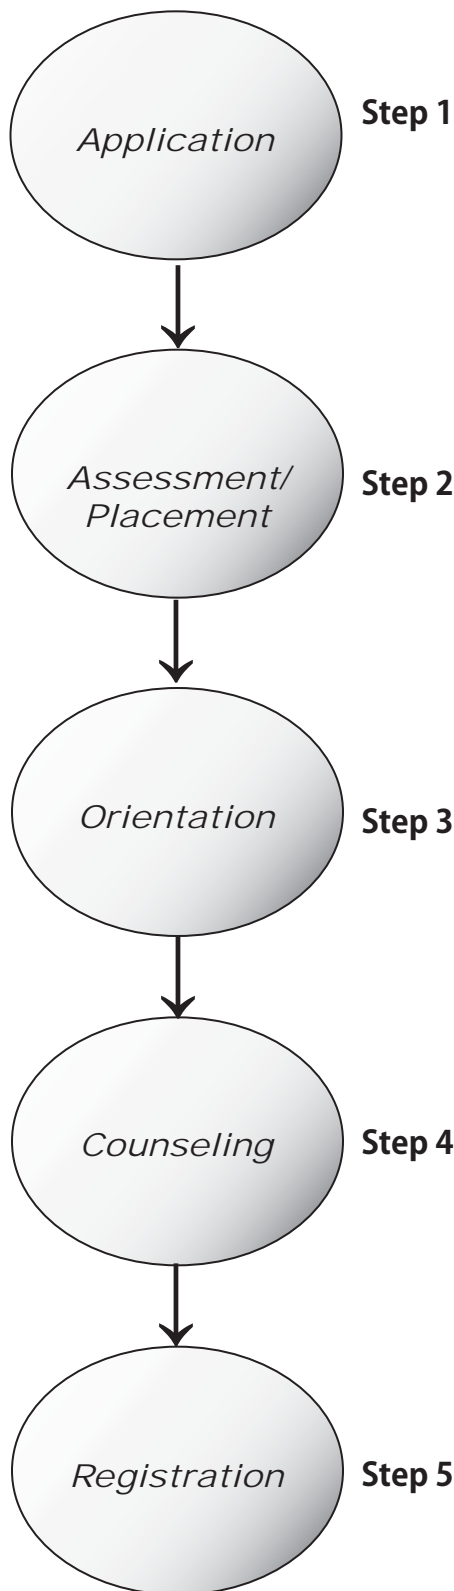 Application
Step 1
Assessment/
Placement
Step 2
Orientation
Step 3
Counseling
Step 4
Registration
Step 5